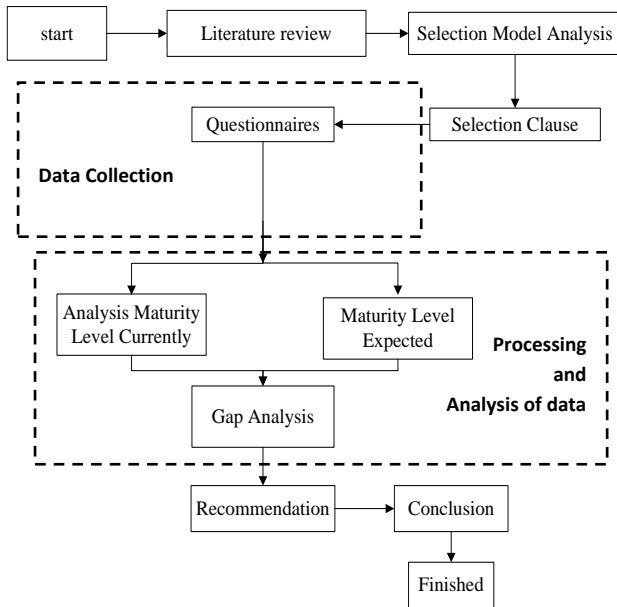 start
Literature review
Selection Model Analysis
Selection Clause
Questionnaires
Data Collection
Analysis Maturity
Level Currently
Maturity Level
Expected
Processing
and
Analysis of data
Gap Analysis
Recommendation
Conclusion
Finished